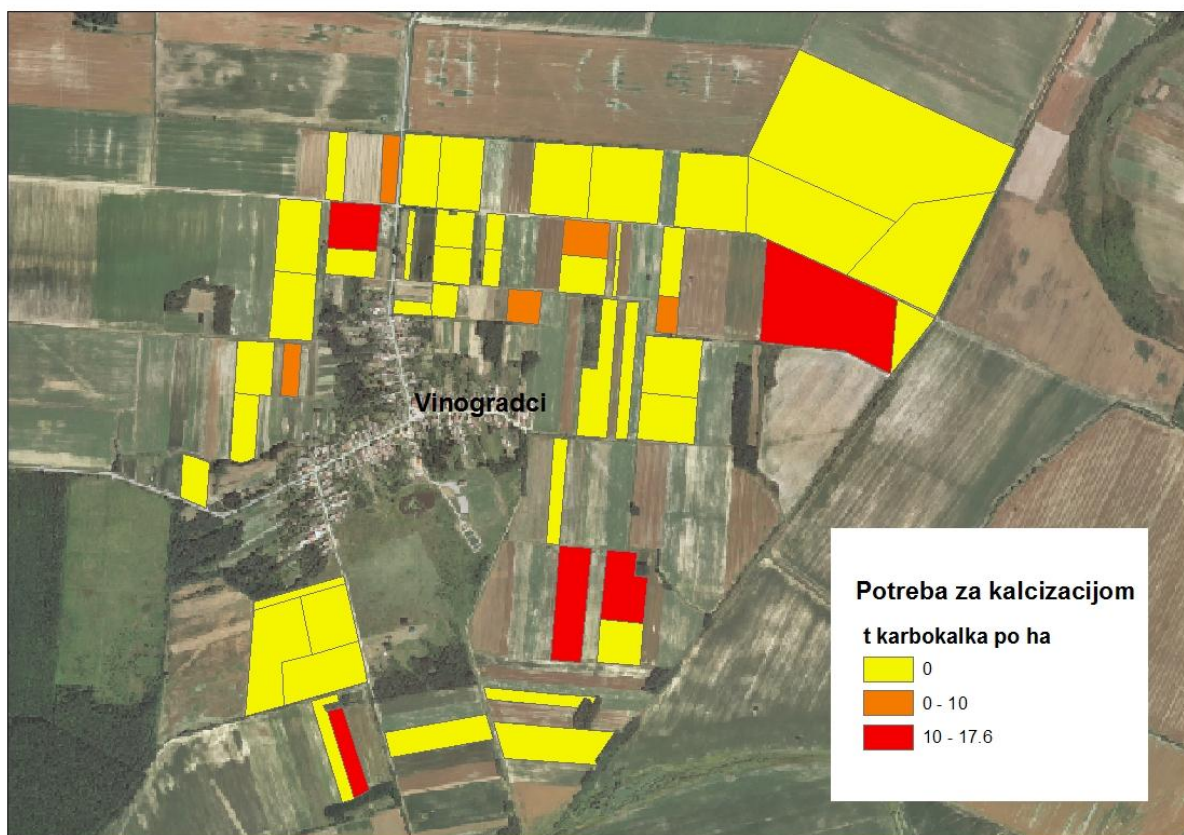 Vinogradci
Potreba za kalcizacijom
t karbokalka po ha
0
0 - 10
10 - 17.6